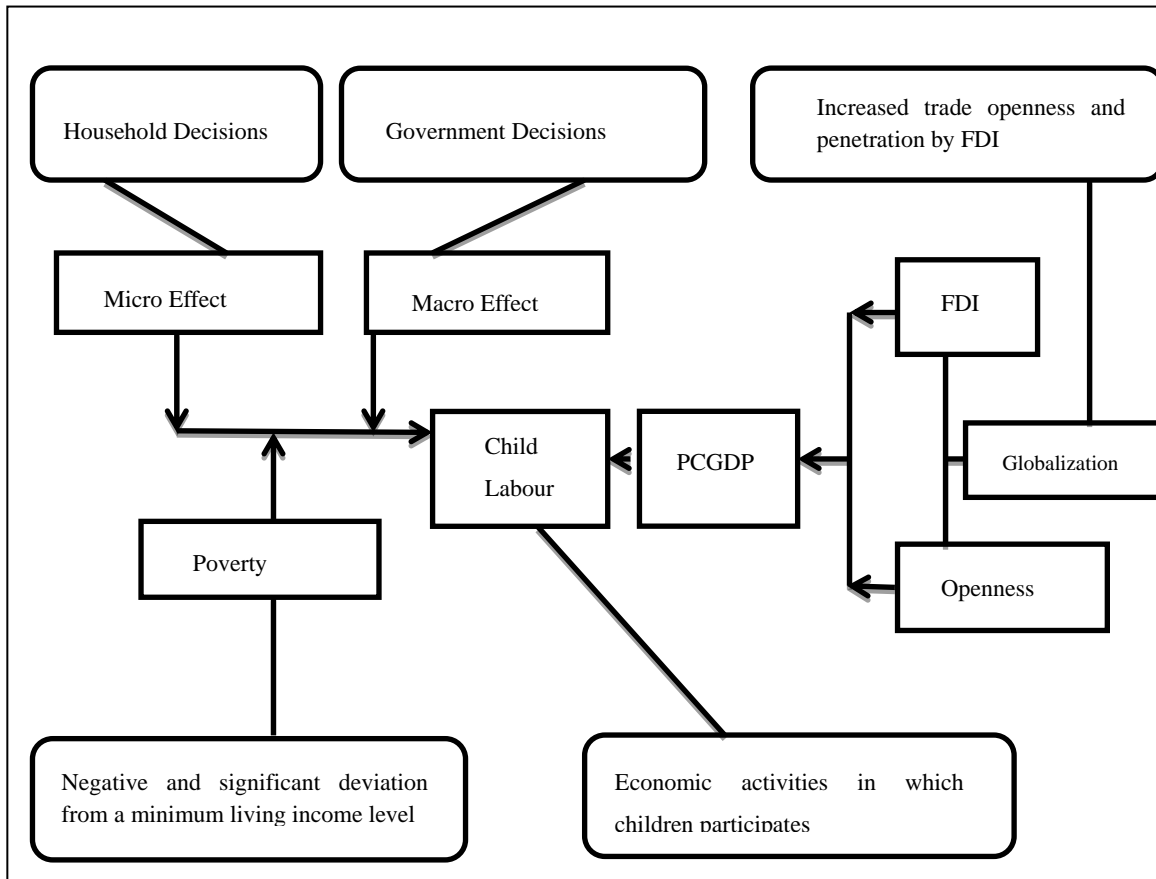 Household Decisions
Government Decisions
Increased trade openness and
penetration by FDI
Micro Effect
Macro Effect
FDI
Child
Labour
PCGDP
Globalization
Poverty
Openness
Negative and significant deviation
from a minimum living income level
Economic activities in which
children participates